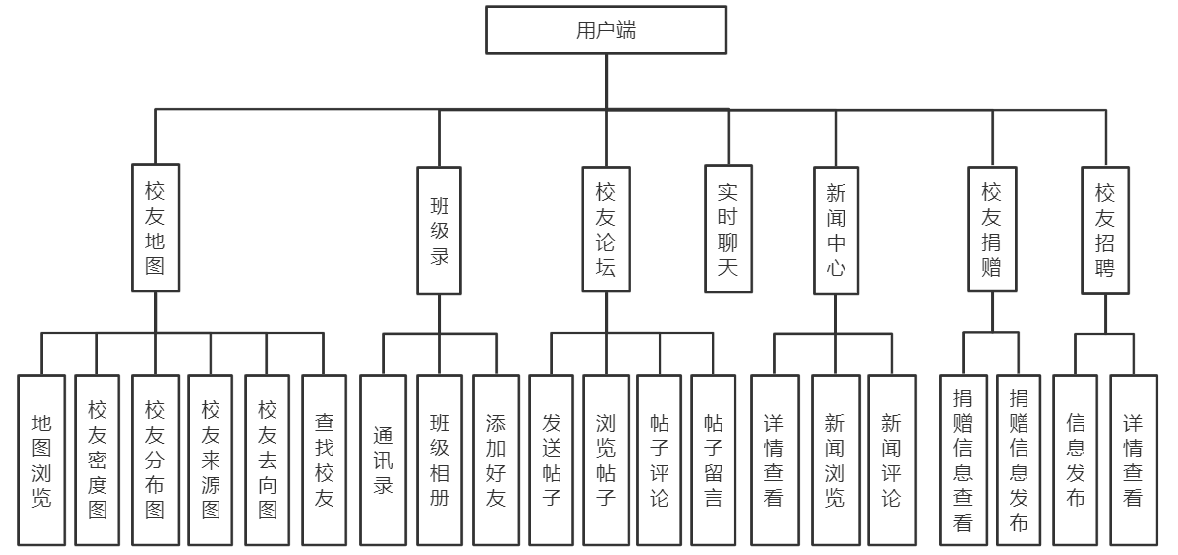 用户端
校友地图
班级录
校友论坛
实时聊天
新闻中心
校友捐赠
校友招聘
地图浏览
校友密度图
校友分布图
校友来源图
校友去向图
查找校友
通讯录
班级相册
添加好友
发送帖子
浏览帖子
帖子评论
帖子留言
详情查看
新闻浏览
新闻评论
捐赠信息查看
捐赠信息发布
信息发布
详情查看